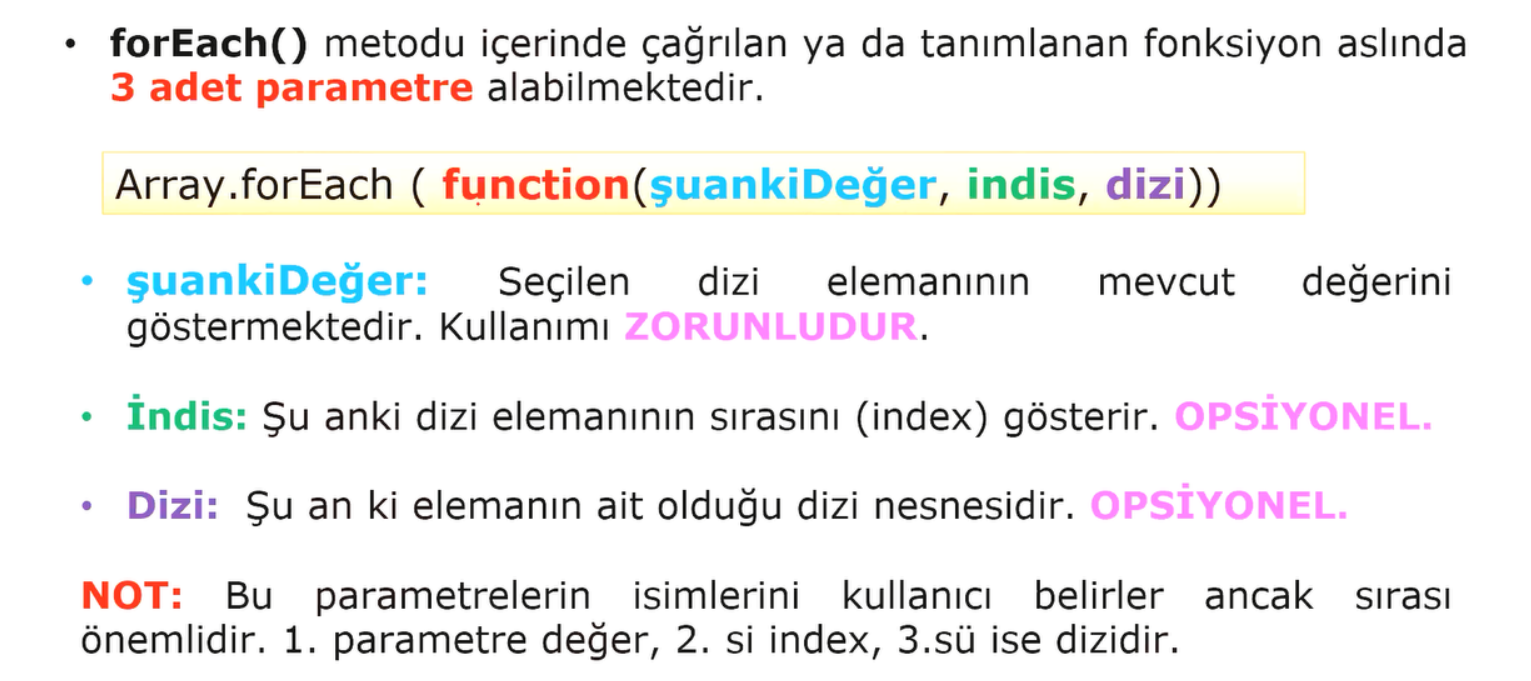 • forEach() metodu içerinde çağrılan ya da tanımlanan fonksiyon aslında
3 adet parametre alabilmektedir.
Array.forEach ( function(şuankiDeğer, indis, dizi))
• şuankiDeğer: Seçilen dizi elemanının mevcut değerini
göstermektedir. Kullanımı ZORUNLUDUR.
• İndis: Şu anki dizi elemanının sırasını (index) gösterir. OPSİYONEL.
• Dizi: Şu an ki elemanın ait olduğu dizi nesnesidir. OPSİYONEL.
NOT: Bu parametrelerin isimlerini kullanıcı belirler ancak sırası
önemlidir. 1. parametre değer, 2. si index, 3.sü ise dizidir.